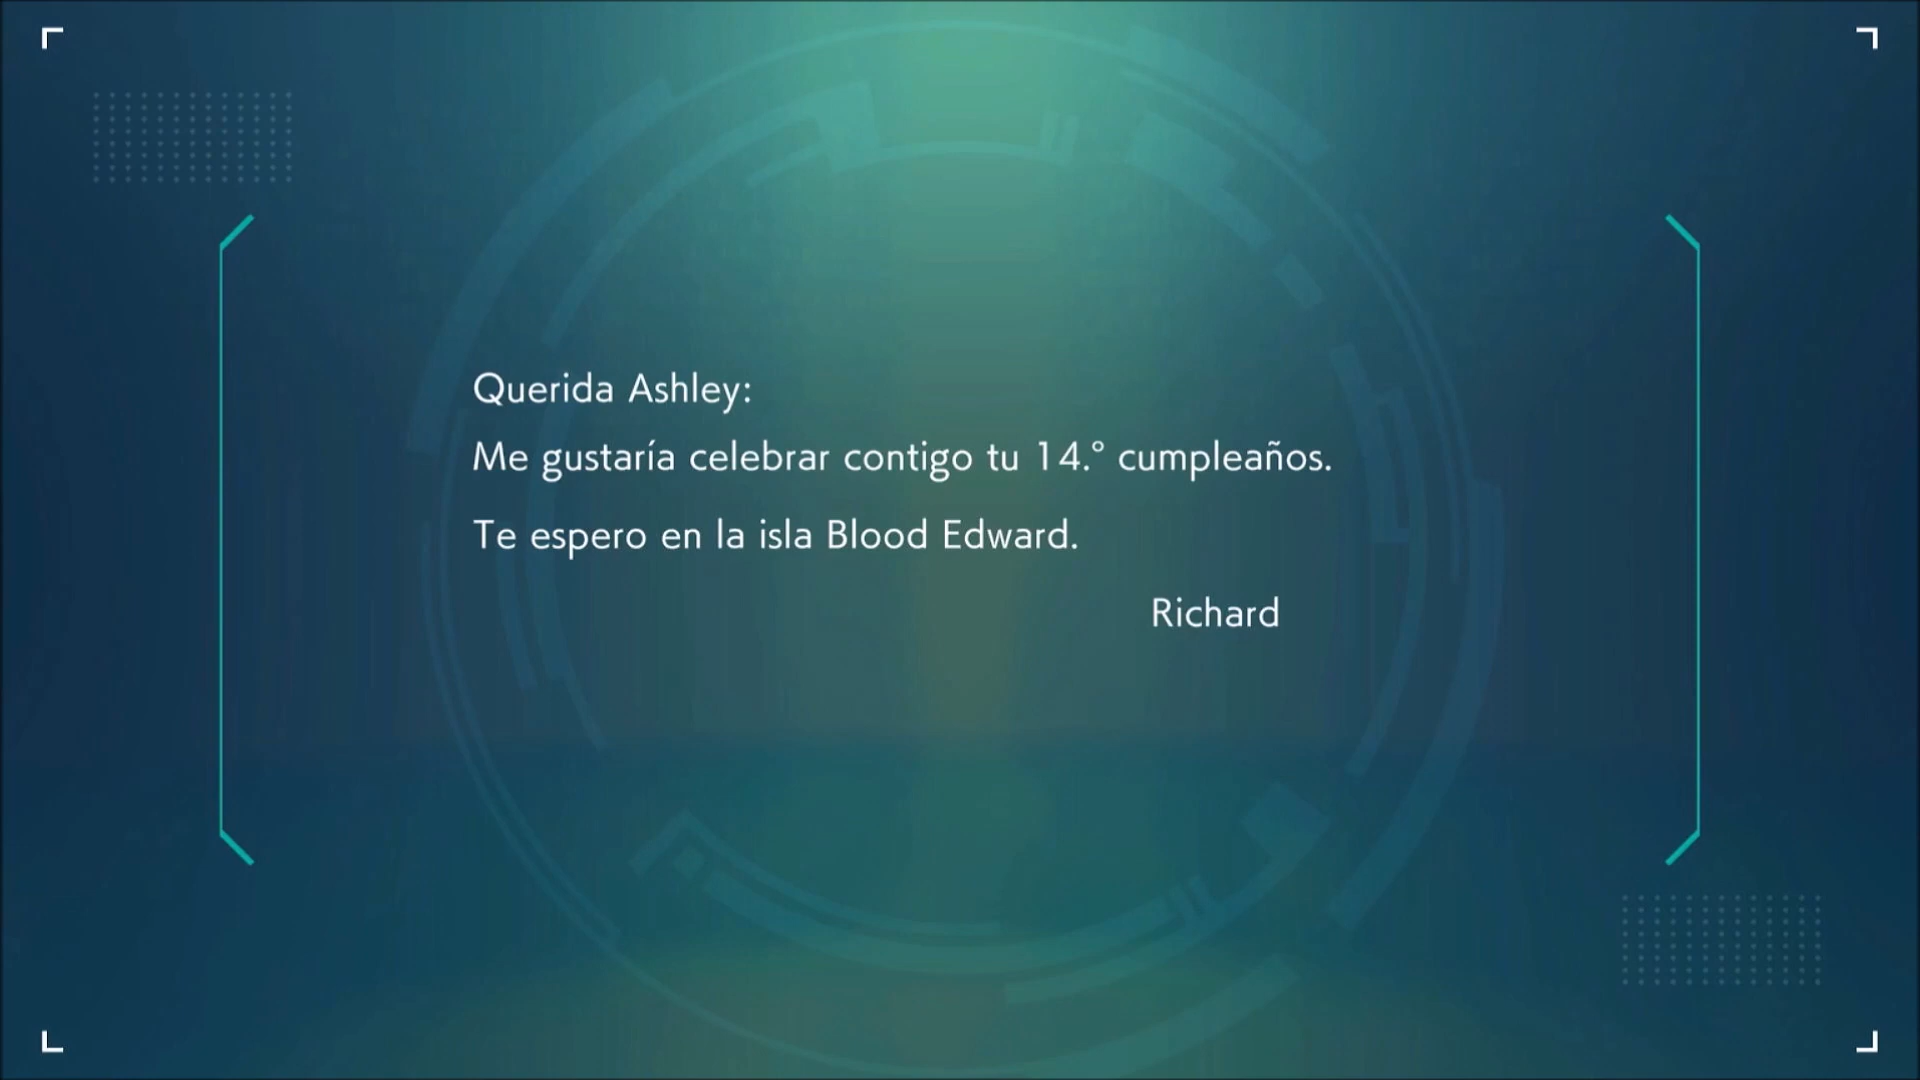 Querida Ashley:
Me gustaría celebrar contigo tu 14.º cumpleaños.
Te espero en la isla Blood Edward.
Richard